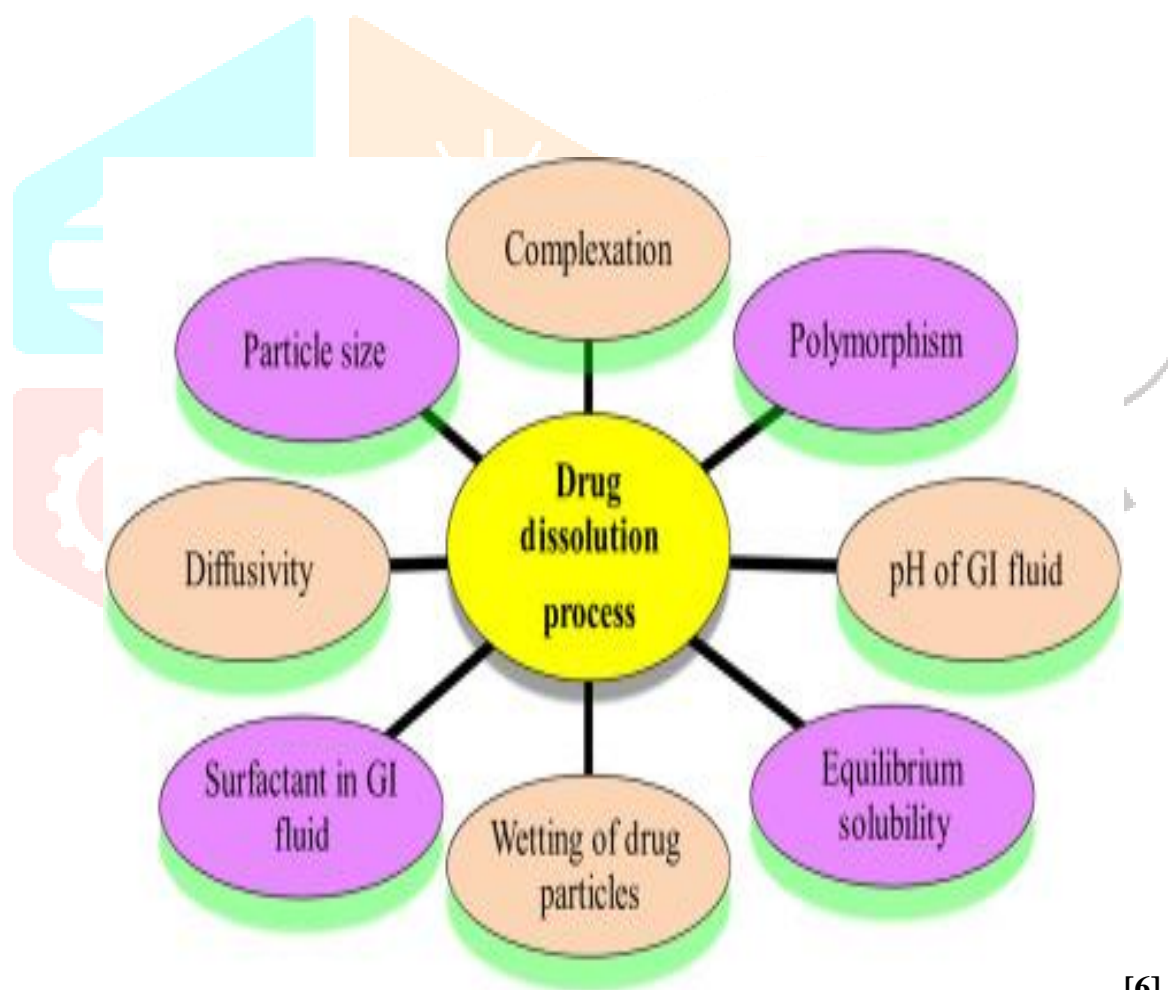 Complexation
Polymorphism
Particle size
Drug
dissolution
process
Diffusivity
pH of GI fluid
Surfactant in GI
fluid
Wetting of drug
particles
Equilibrium
solubility
[6]